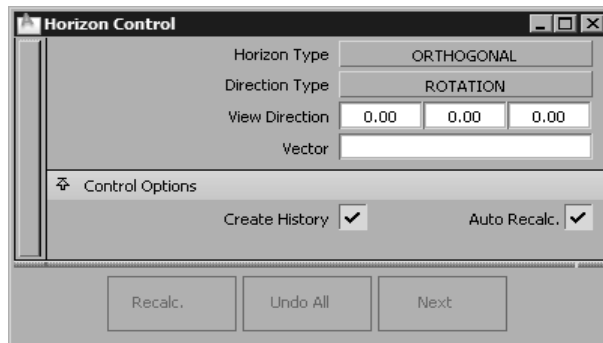 Horizon Control
Horizon Type ORTHOGONAL
Direction Type ROTATION
View Direction 0.00 0.00 0.00
Vector
Control Options
Create History Auto Recalc.
Recalc. Undo All Next